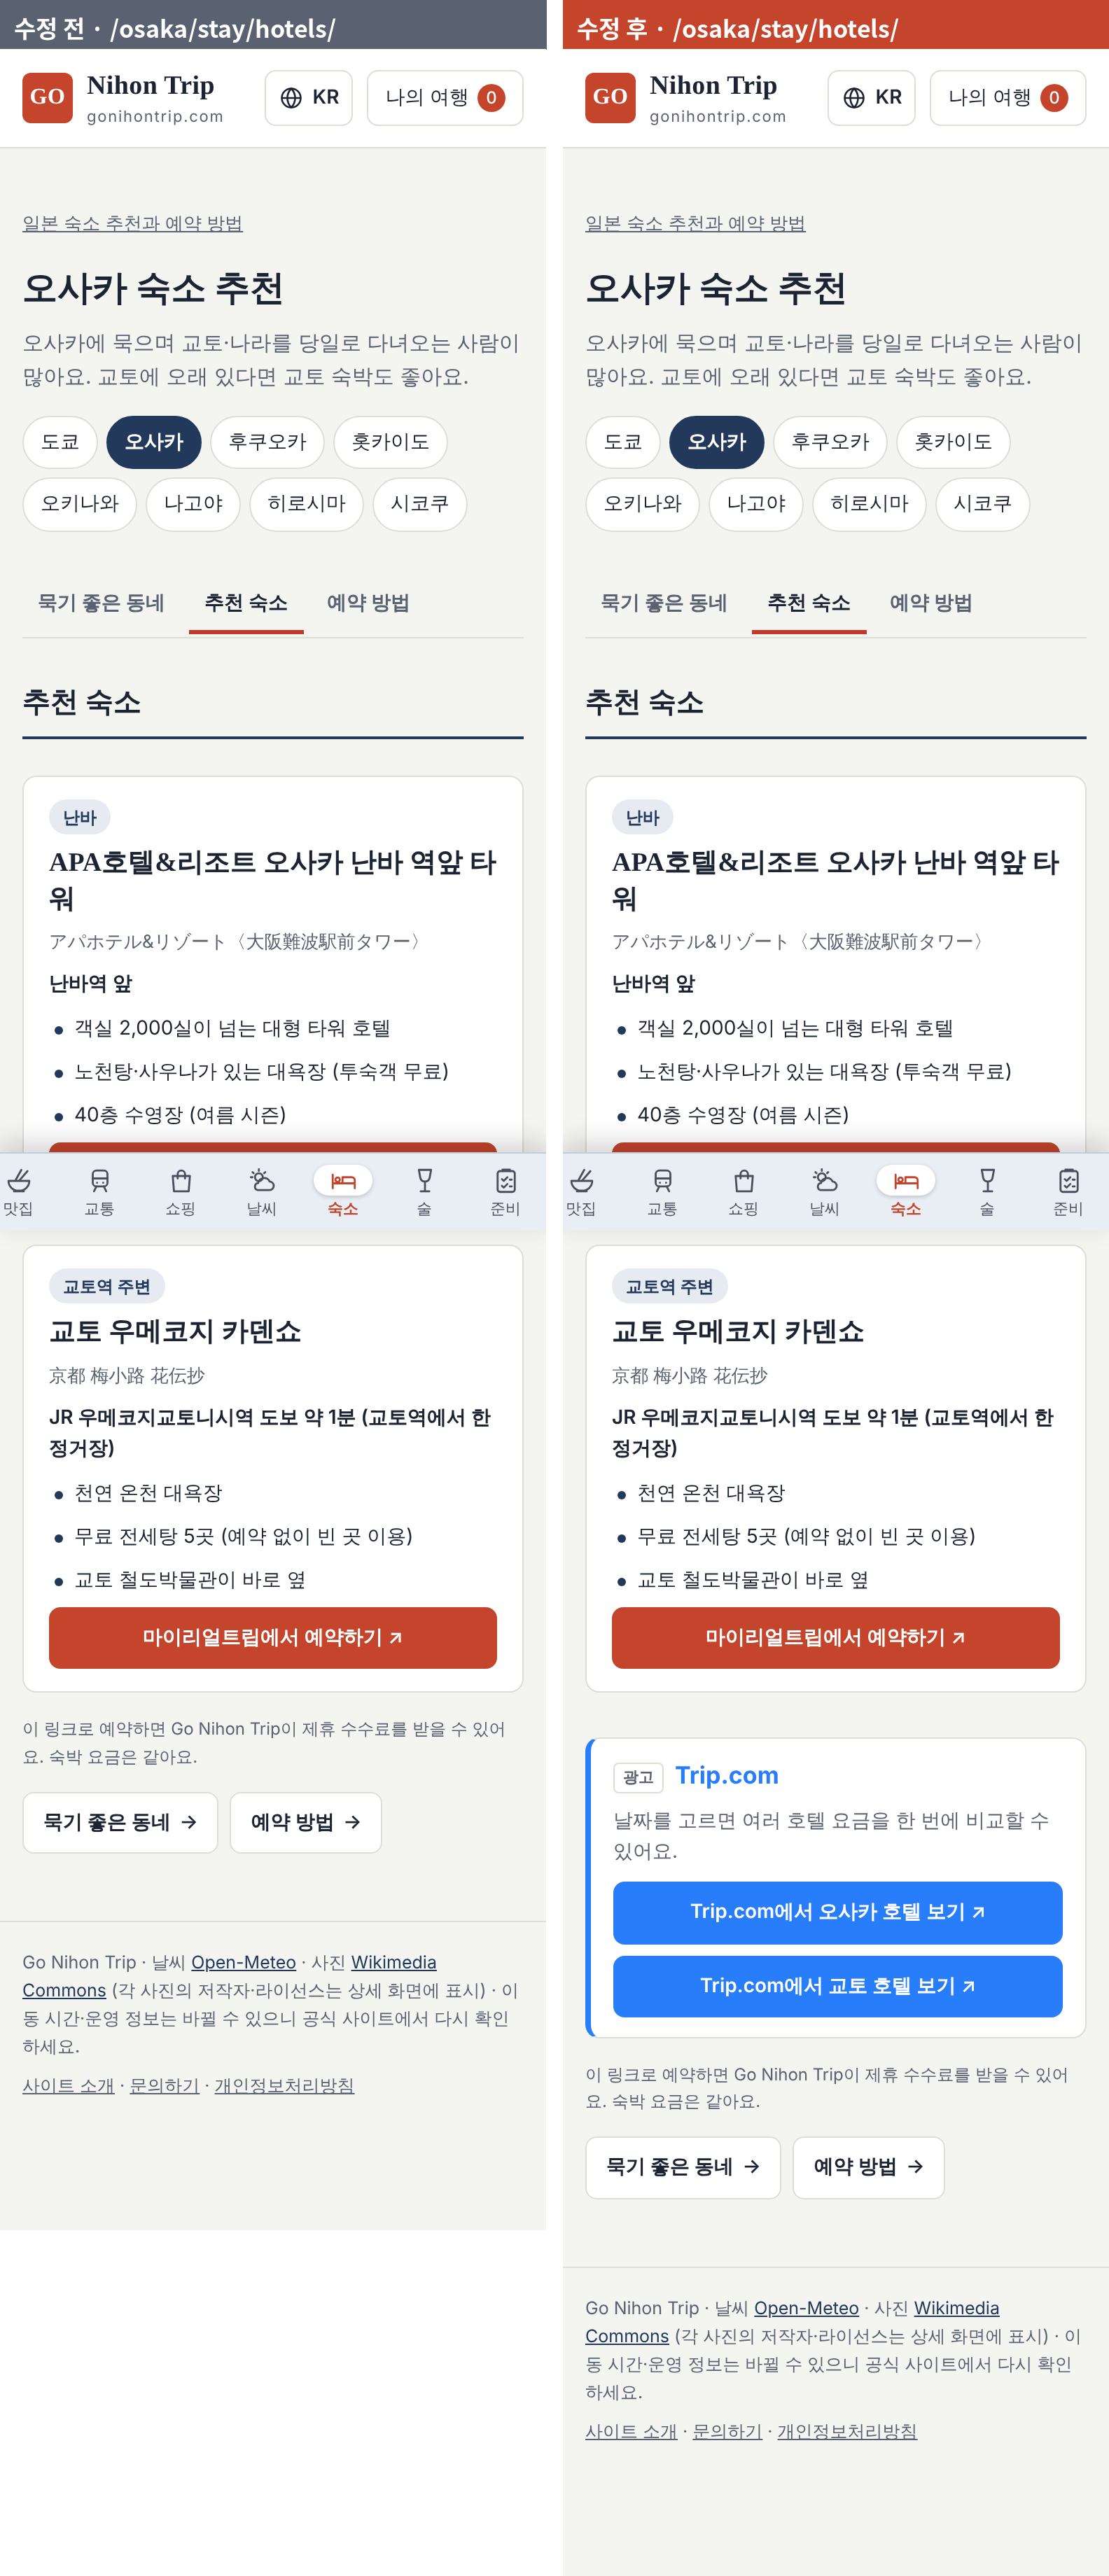 수정 전 · /osaka/stay/hotels/
GO
Nihon Trip
gonihontrip.com
KR
나의 여행 0
일본 숙소 추천과 예약 방법
오사카 숙소 추천
오사카에 묵으며 교토·나라를 당일로 다녀오는 사람이
많아요. 교토에 오래 있다면 교토 숙박도 좋아요.
도쿄 오사카 후쿠오카 홋카이도
오키나와 나고야 히로시마 시코쿠
묵기 좋은 동네 추천 숙소 예약 방법
추천 숙소
난바
APA호텔&리조트 오사카 난바 역앞 타
워
アパホテル&リゾート〈大阪難波駅前タワー〉
난바역 앞
객실 2,000실이 넘는 대형 타워 호텔
노천탕·사우나가 있는 대욕장 (투숙객 무료)
40층 수영장 (여름 시즌)
맛집 교통 쇼핑 날씨 숙소 술 준비
교토역 주변
교토 우메코지 카덴쇼
京都 梅小路 花伝抄
JR 우메코지교토니시역 도보 약 1분 (교토역에서 한
정거장)
천연 온천 대욕장
무료 전세탕 5곳 (예약 없이 빈 곳 이용)
교토 철도박물관이 바로 옆
마이리얼트립에서 예약하기 ↗
이 링크로 예약하면 Go Nihon Trip이 제휴 수수료를 받을 수 있어
요. 숙박 요금은 같아요.
묵기 좋은 동네 → 예약 방법 →
Go Nihon Trip · 날씨 Open-Meteo · 사진 Wikimedia
Commons (각 사진의 저작자·라이선스는 상세 화면에 표시) · 이
동 시간·운영 정보는 바뀔 수 있으니 공식 사이트에서 다시 확인
하세요.
사이트 소개 · 문의하기 · 개인정보처리방침
수정 후 · /osaka/stay/hotels/
GO
Nihon Trip
gonihontrip.com
KR
나의 여행 0
일본 숙소 추천과 예약 방법
오사카 숙소 추천
오사카에 묵으며 교토·나라를 당일로 다녀오는 사람이
많아요. 교토에 오래 있다면 교토 숙박도 좋아요.
도쿄 오사카 후쿠오카 홋카이도
오키나와 나고야 히로시마 시코쿠
묵기 좋은 동네 추천 숙소 예약 방법
추천 숙소
난바
APA호텔&리조트 오사카 난바 역앞 타
워
アパホテル&リゾート〈大阪難波駅前タワー〉
난바역 앞
객실 2,000실이 넘는 대형 타워 호텔
노천탕·사우나가 있는 대욕장 (투숙객 무료)
40층 수영장 (여름 시즌)
맛집 교통 쇼핑 날씨 숙소 술 준비
교토역 주변
교토 우메코지 카덴쇼
京都 梅小路 花伝抄
JR 우메코지교토니시역 도보 약 1분 (교토역에서 한
정거장)
천연 온천 대욕장
무료 전세탕 5곳 (예약 없이 빈 곳 이용)
교토 철도박물관이 바로 옆
마이리얼트립에서 예약하기 ↗
광고 Trip.com
날짜를 고르면 여러 호텔 요금을 한 번에 비교할 수
있어요.
Trip.com에서 오사카 호텔 보기 ↗
Trip.com에서 교토 호텔 보기 ↗
이 링크로 예약하면 Go Nihon Trip이 제휴 수수료를 받을 수 있어
요. 숙박 요금은 같아요.
묵기 좋은 동네 → 예약 방법 →
Go Nihon Trip · 날씨 Open-Meteo · 사진 Wikimedia
Commons (각 사진의 저작자·라이선스는 상세 화면에 표시) · 이
동 시간·운영 정보는 바뀔 수 있으니 공식 사이트에서 다시 확인
하세요.
사이트 소개 · 문의하기 · 개인정보처리방침